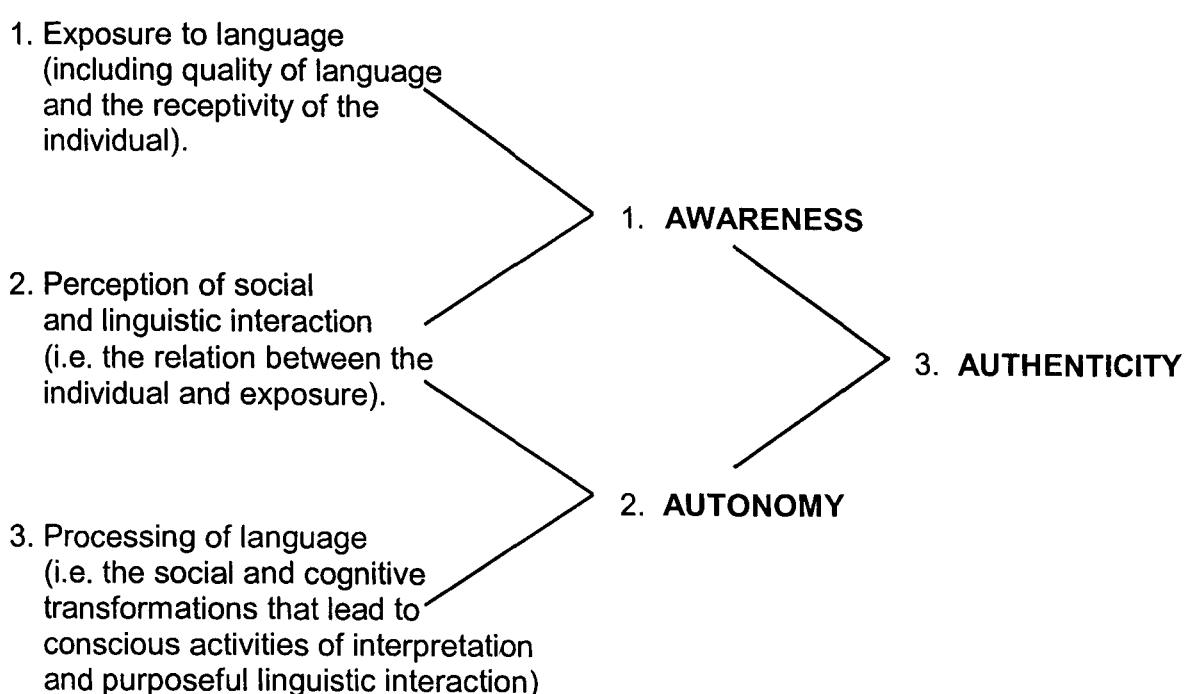 1. Exposure to language
(including quality of language
and the receptivity of the
individual).
1. AWARENESS
2. Perception of social
and linguistic interaction
(i.e. the relation between the
individual and exposure).
3. AUTHENTICITY
2. AUTONOMY
3. Processing of language
(i.e. the social and cognitive
transformations that lead to
conscious activities of interpretation
and purposeful linguistic interaction)